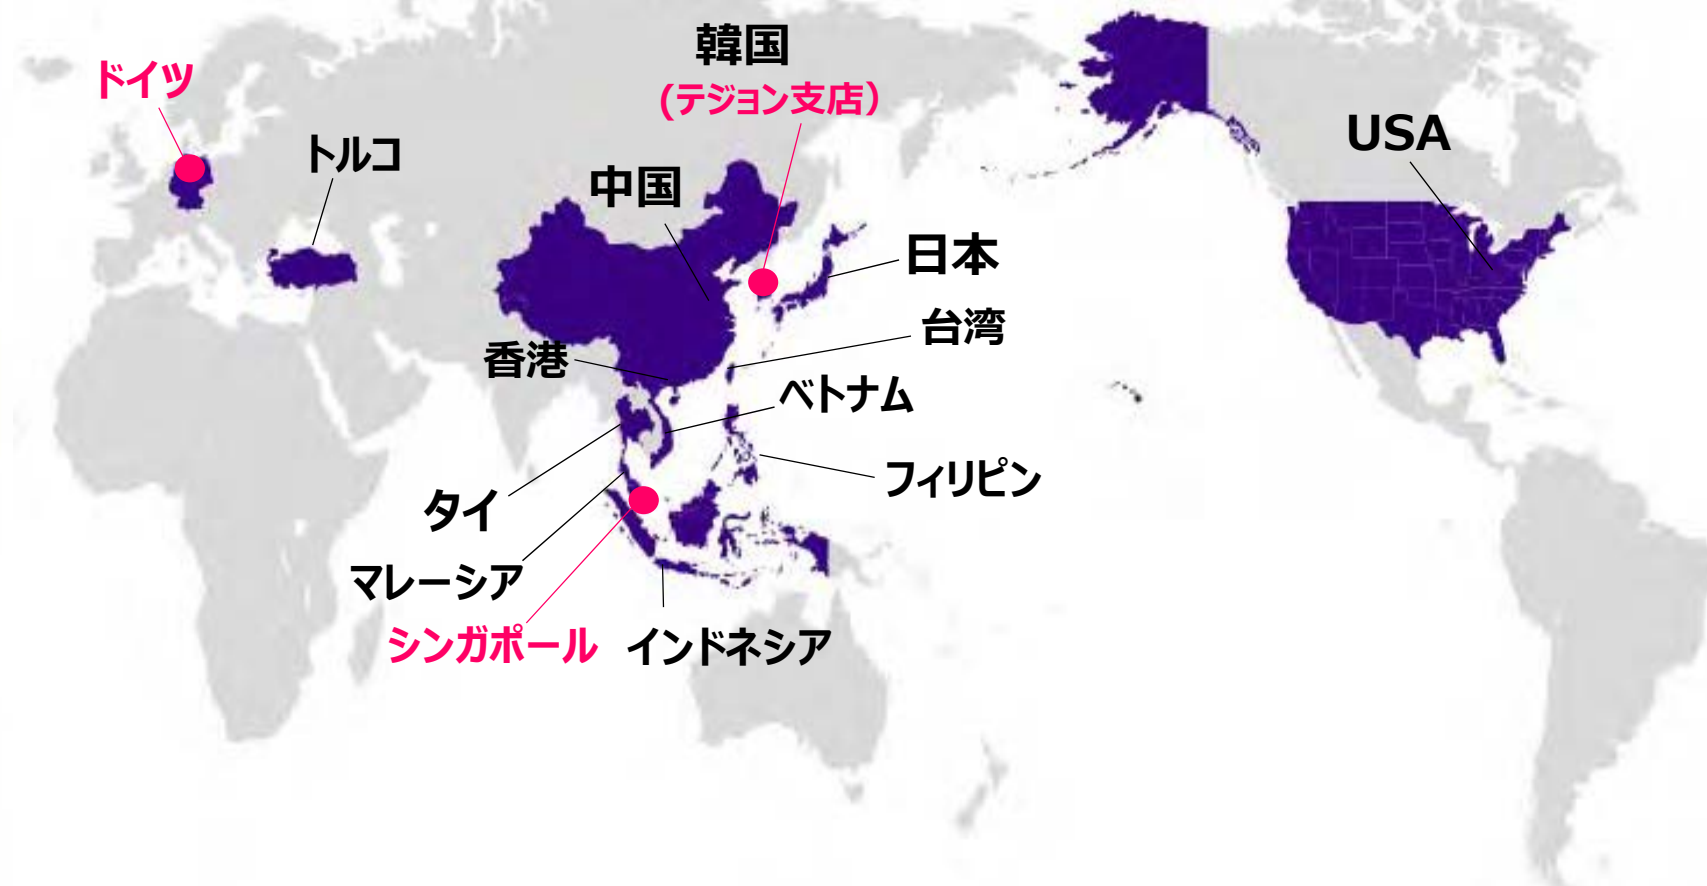 韓国
(テジョン支店）
ドイツ
トルコ
中国
USA
日本
台湾
香港
ベトナム
フィリピン
タイ
マレーシア
シンガポール
インドネシア